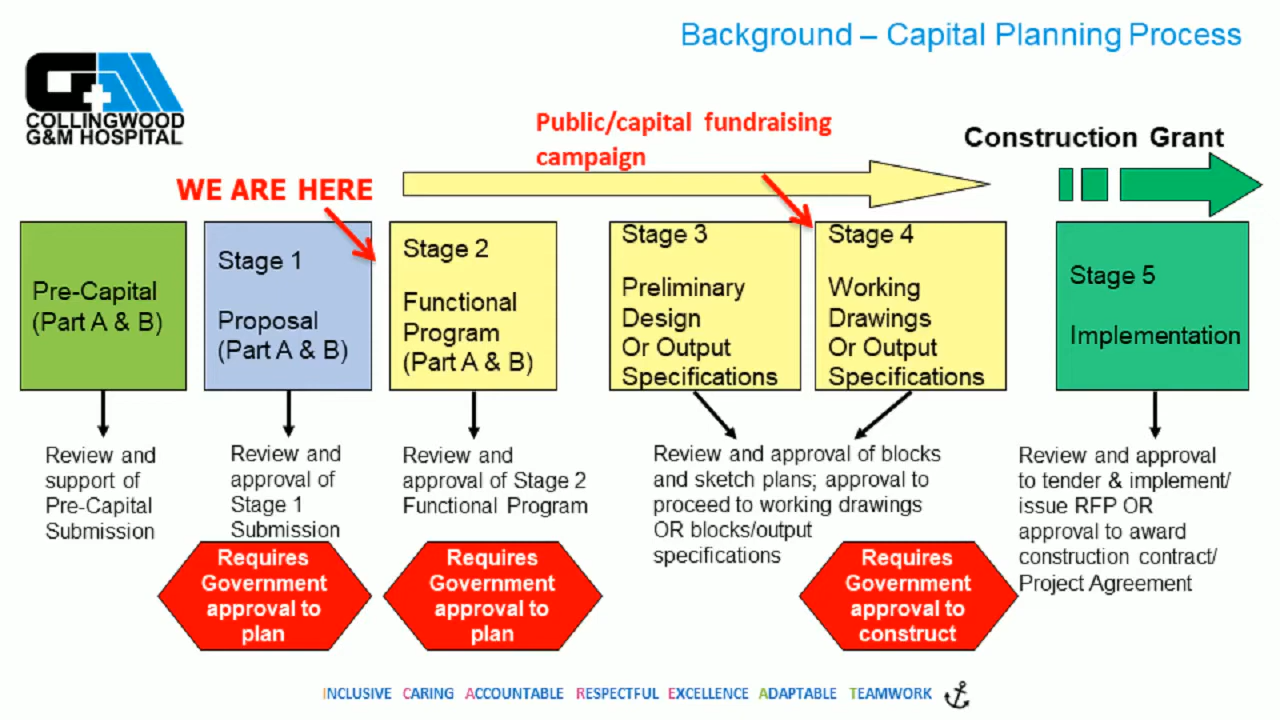 Background – Capital Planning Process
COLLINGWOOD
G&M HOSPITAL
Public/capital fundraising
campaign
Construction Grant
WE ARE HERE
Pre-Capital
(Part A & B)
Stage 1
Proposal
(Part A & B)
Stage 2
Functional
Program
(Part A & B)
Stage 3
Preliminary
Design
Or Output
Specifications
Stage 4
Working
Drawings
Or Output
Specifications
Stage 5
Implementation
Review and
support of
Pre-Capital
Submission
Review and
approval of
Stage 1
Submission
Review and
approval of Stage 2
Functional Program
Review and approval of blocks
and sketch plans; approval to
proceed to working drawings
OR blocks/output
specifications
Review and approval
to tender & implement/
issue RFP OR
approval to award
construction contract/
Project Agreement
Requires
Government
approval to
plan
Requires
Government
approval to
plan
Requires
Government
approval to
construct
INCLUSIVE CARING ACCOUNTABLE RESPECTFUL EXCELLENCE ADAPTABLE TEAMWORK